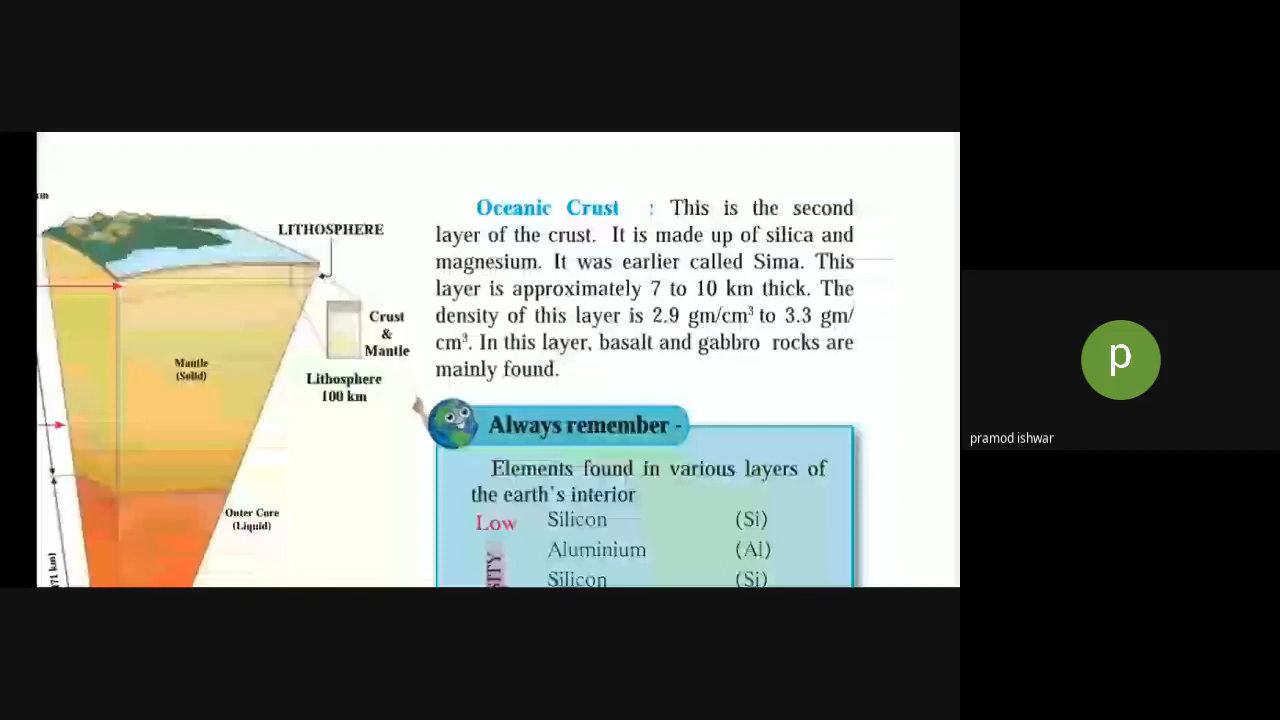 km
LITHOSPHERE
Crust
&
Mantle
Lithosphere
100 km
Mantle
(Solid)
Outer Core
(Liquid)
Oceanic Crust : This is the second
layer of the crust. It is made up of silica and
magnesium. It was earlier called Sima. This
layer is approximately 7 to 10 km thick. The
density of this layer is 2.9 gm/cm³ to 3.3 gm/
cm³. In this layer, basalt and gabbro rocks are
mainly found.
Always remember -
Elements found in various layers of
the earth's interior
Low Silicon (Si)
Aluminium (Al)
Silicon (Si)
p
pramod ishwar